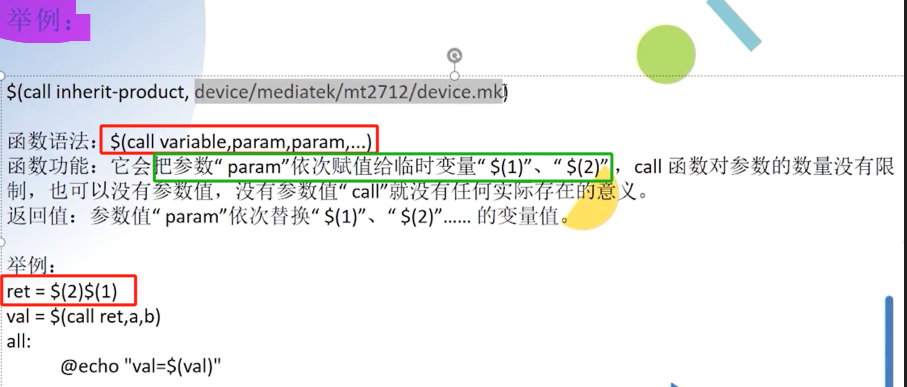 举例：
$(call inherit-product, device/mediatek/mt2712/device.mk)
函数语法：$(call variable,param,param,...)
函数功能：它会把参数“ param”依次赋值给临时变量“ $(1)”、“ $(2)”，call 函数对参数的数量没有限
制，也可以没有参数值，没有参数值“ call”就没有任何实际存在的意义。
返回值：参数值“ param”依次替换“ $(1)”、“ $(2)”...... 的变量值。
举例：
ret = $(2)$(1)
val = $(call ret,a,b)
all:
@echo "val=$(val)"